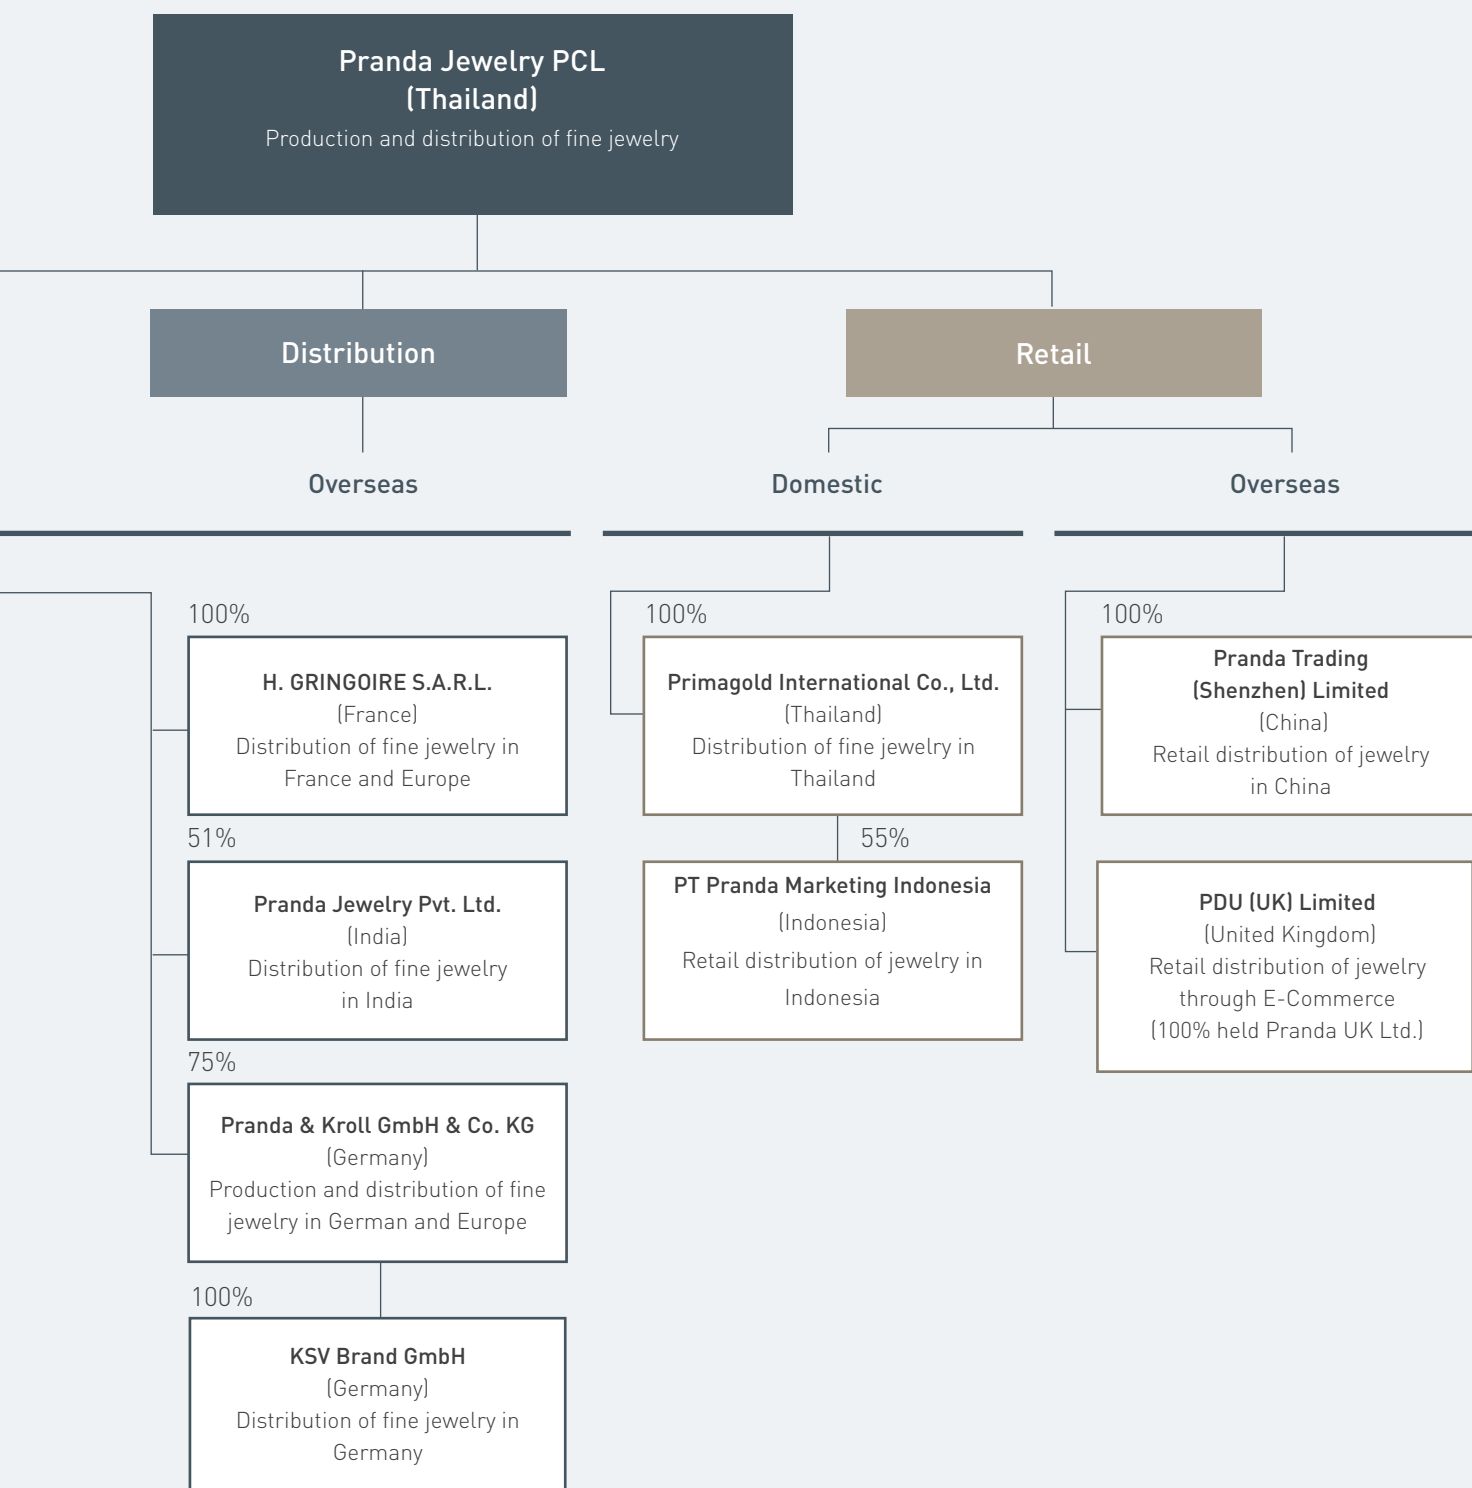 Pranda Jewelry PCL
(Thailand)
Production and distribution of fine jewelry
Distribution
Retail
Overseas
Domestic
Overseas
100%
H. GRINGOIRE S.A.R.L.
(France)
Distribution of fine jewelry in
France and Europe
51%
Pranda Jewelry Pvt. Ltd.
(India)
Distribution of fine jewelry
in India
75%
Pranda & Kroll GmbH & Co. KG
(Germany)
Production and distribution of fine
jewelry in German and Europe
100%
KSV Brand GmbH
(Germany)
Distribution of fine jewelry in
Germany
100%
Primagold International Co., Ltd.
(Thailand)
Distribution of fine jewelry in
Thailand
55%
PT Pranda Marketing Indonesia
(Indonesia)
Retail distribution of jewelry in
Indonesia
100%
Pranda Trading
(Shenzhen) Limited
(China)
Retail distribution of jewelry
in China
PDU (UK) Limited
(United Kingdom)
Retail distribution of jewelry
through E-Commerce
(100% held Pranda UK Ltd.)